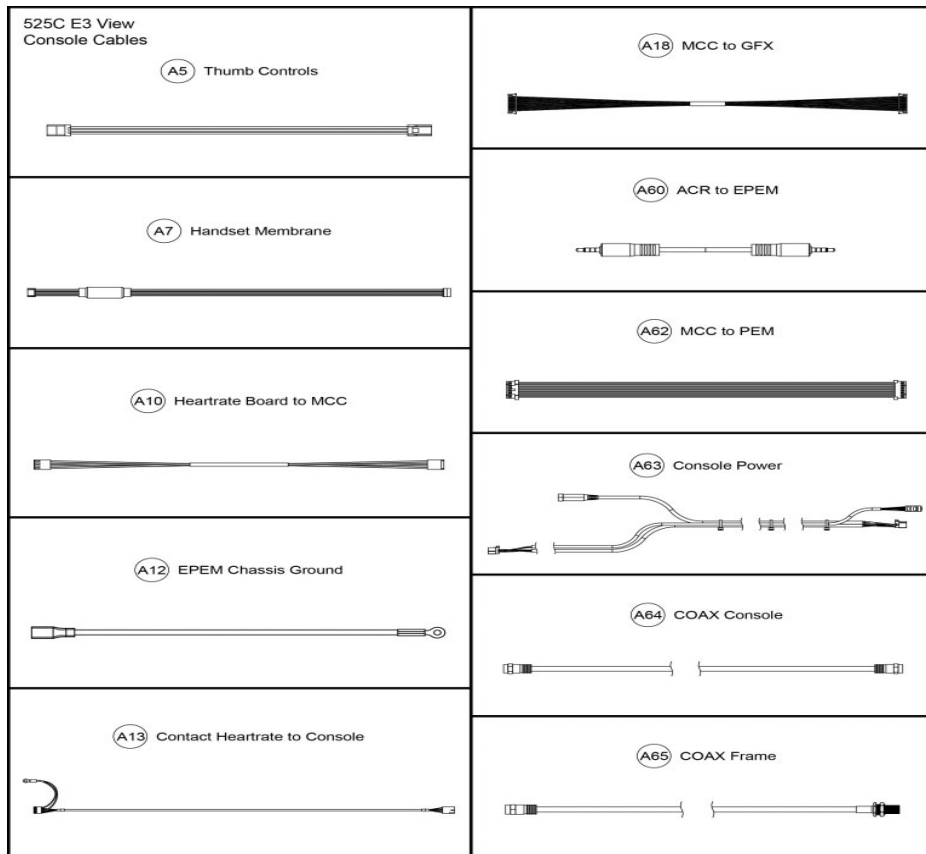 525C E3 View
Console Cables
A5 Thumb Controls
A7 Handset Membrane
A10 Heartrate Board to MCC
A12 EPEM Chassis Ground
A13 Contact Heartrate to Console
A18 MCC to GFX
A60 ACR to EPEM
A62 MCC to PEM
A63 Console Power
A64 COAX Console
A65 COAX Frame